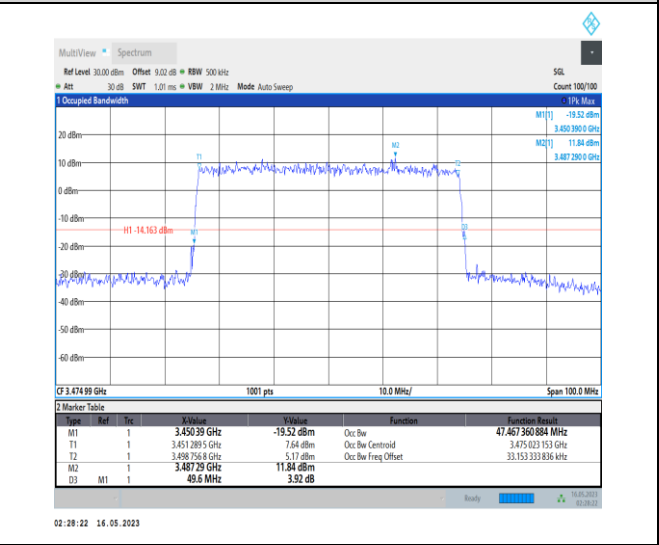 MultiView Spectrum
Ref Level 30.00 dBm Offset 9.02 dB RBW 500 kHz SGL
Att 30 dB SWT 1.01 ms VBW 2 MHz Mode Auto Sweep Count 100/100
1 Occupied Bandwidth 1Pk Max
M1[1] -19.52 dBm
3.450 390 0 GHz
M2[1] 11.84 dBm
3.487 290 0 GHz
20 dBm
M2
T1
T2
10 dBm
0 dBm
-10 dBm
H1 -14.163 dBm
M1
D3
-20 dBm
-30 dBm
-40 dBm
-50 dBm
-60 dBm
CF 3.474 99 GHz 1001 pts 10.0 MHz/ Span 100.0 MHz
2 Marker Table
Type Ref Trc X-Value Y-Value Function Function Result
M1 1 3.450 39 GHz -19.52 dBm Occ Bw 47.467 360 884 MHz
T1 1 3.451 289 5 GHz 7.64 dBm Occ Bw Centroid 3.475 023 153 GHz
T2 1 3.498 756 8 GHz 5.17 dBm Occ Bw Freq Offset 33.153 333 836 kHz
M2 1 3.487 29 GHz 11.84 dBm
D3 M1 1 49.6 MHz 3.92 dB
Ready 16.05.2023
02:28:22
02:28:22 16.05.2023